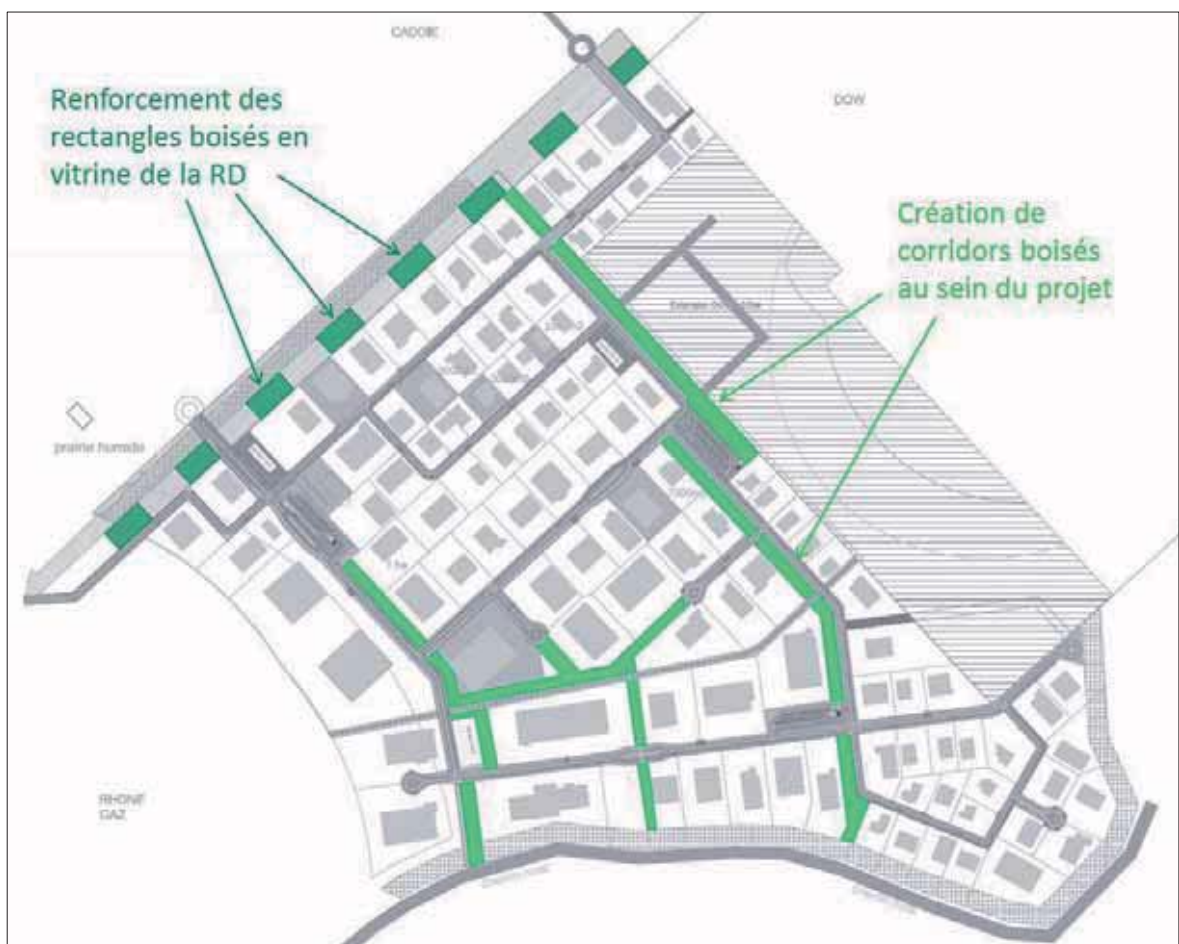 CADOIE
DOW
Renforcement des
rectangles boisés en
vitrine de la RD
Création de
corridors boisés
au sein du projet
prairie humide
RHONE
GAZ